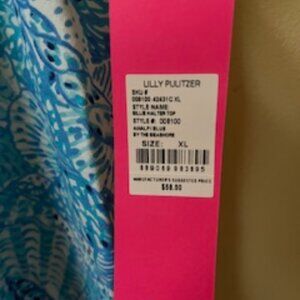 LILLY PULITZER
SKU #
008100-42431C XL
STYLE NAME:
BILLIE HALTER TOP
STYLE #: 008100
AMALFI BLUE
BY THE SEASHORE
SIZE: XL
MANUFACTURER'S SUGGESTED PRICE
$58.00